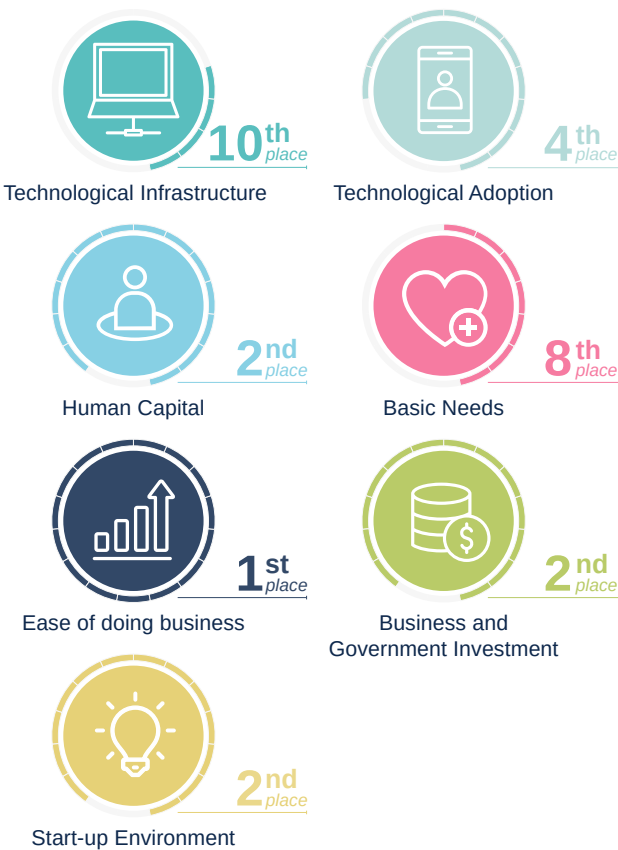 10th place
Technological Infrastructure
4th place
Technological Adoption
2nd place
Human Capital
8th place
Basic Needs
1st place
Ease of doing business
2nd place
Business and
Government Investment
2nd place
Start-up Environment